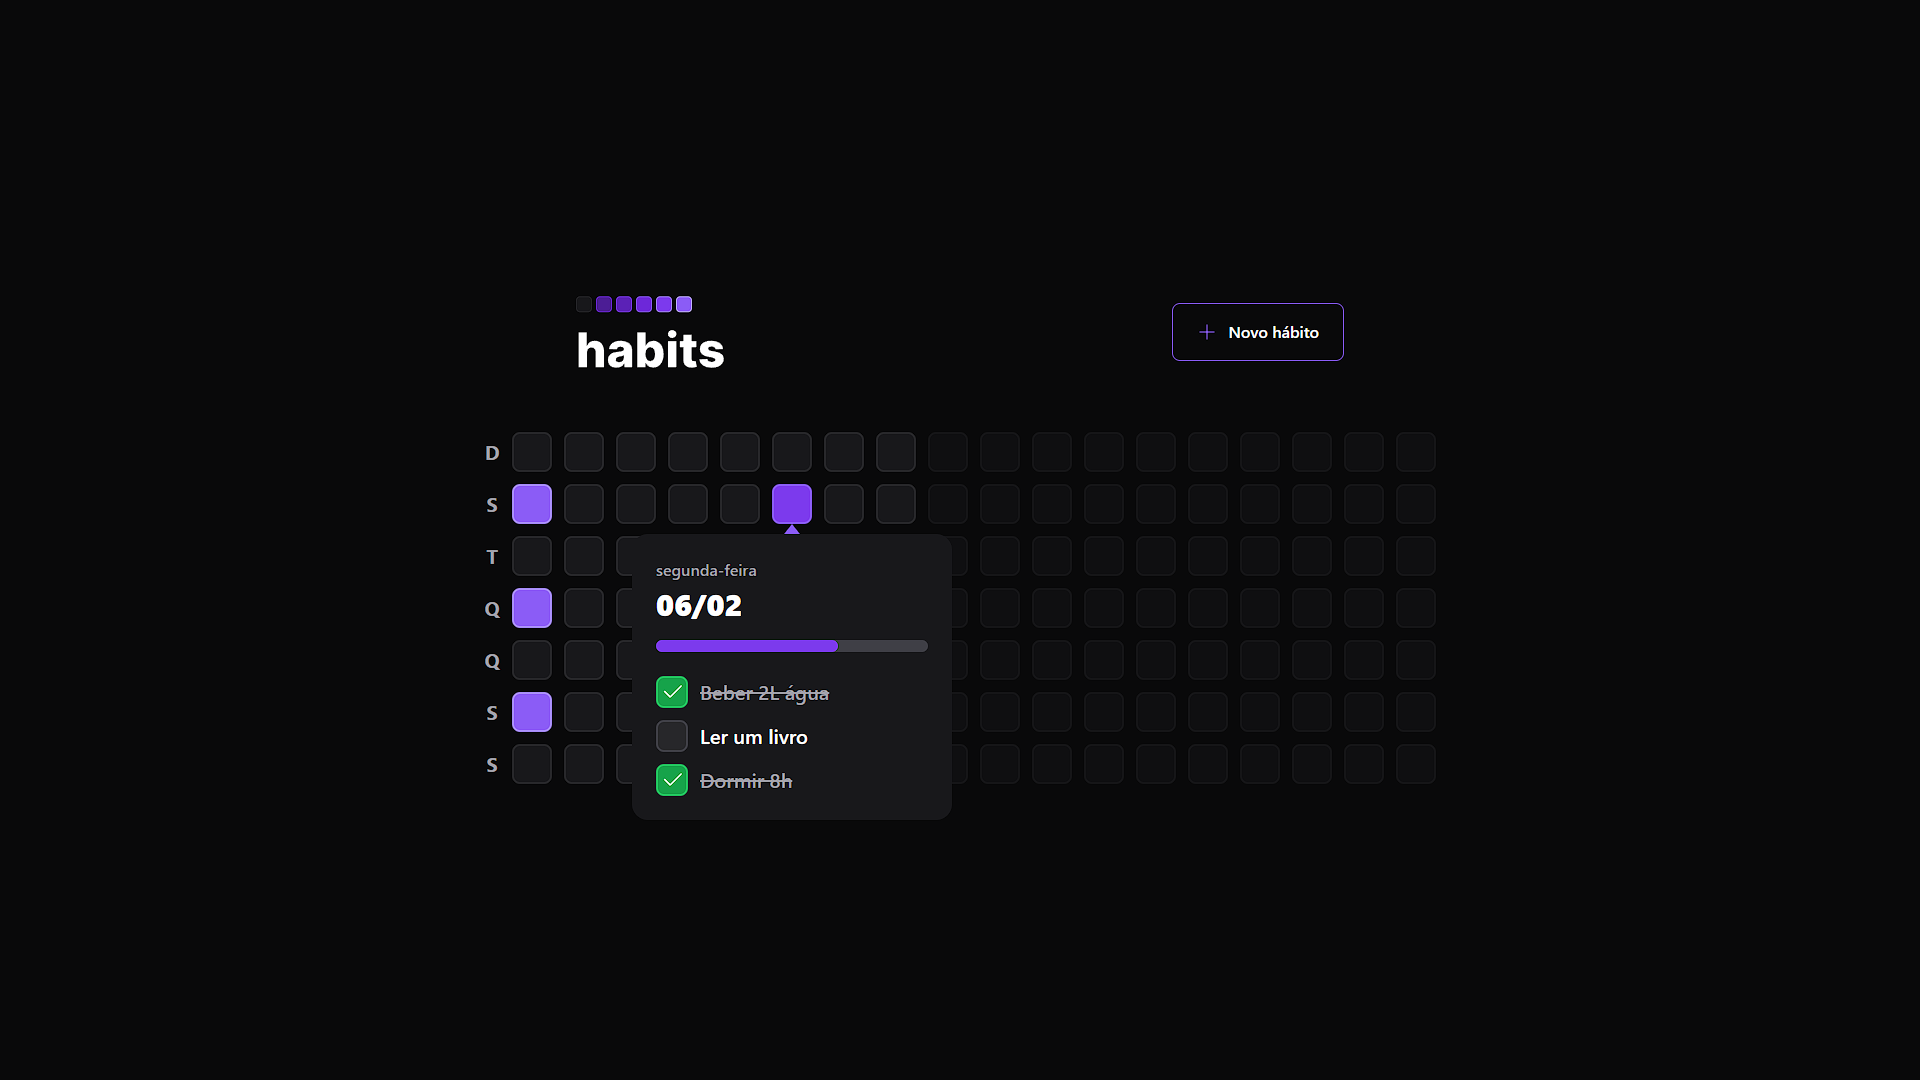 habits
Novo hábito
D
S
T
Q
Q
S
S
segunda-feira
06/02
Beber 2L água
Ler um livro
Dormir 8h